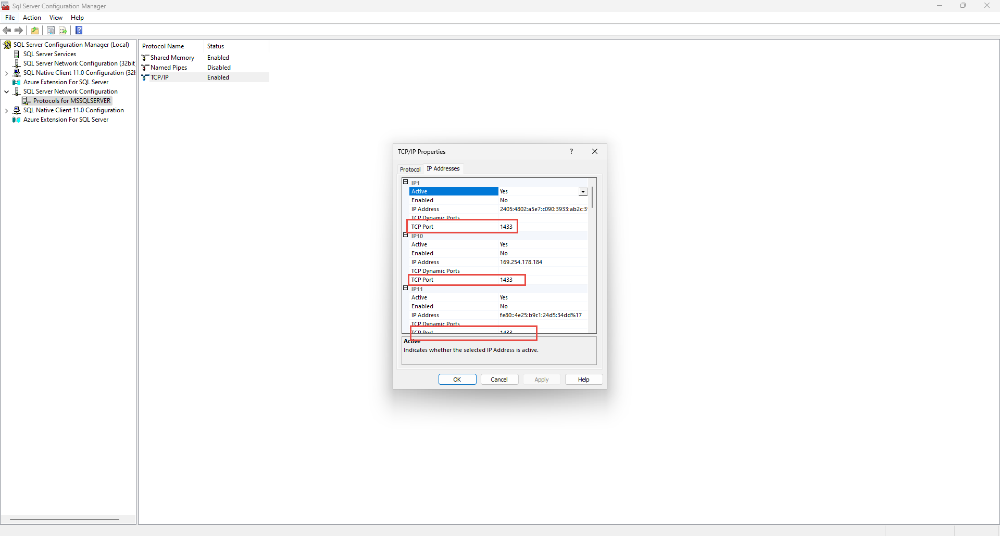 Sql Server Configuration Manager
File Action View Help
SQL Server Configuration Manager (Local)
SQL Server Services
SQL Server Network Configuration (32bit
SQL Native Client 11.0 Configuration (32b
Azure Extension For SQL Server
SQL Server Network Configuration
Protocols for MSSQLSERVER
SQL Native Client 11.0 Configuration
Azure Extension For SQL Server
Protocol Name Status
Shared Memory Enabled
Named Pipes Disabled
TCP/IP Enabled
TCP/IP Properties ?
Protocol IP Addresses
IP1
Active Yes
Enabled No
IP Address 2405:4802:a5e7:c090:3933:ab2c:3
TCP Dynamic Ports
TCP Port 1433
IP10
Active Yes
Enabled No
IP Address 169.254.178.184
TCP Dynamic Ports
TCP Port 1433
IP11
Active Yes
Enabled No
IP Address fe80::4e25:b9c1:24d5:34dd%17
TCP Dynamic Ports
TCP Port 1433
Active
Indicates whether the selected IP Address is active.
OK Cancel Apply Help